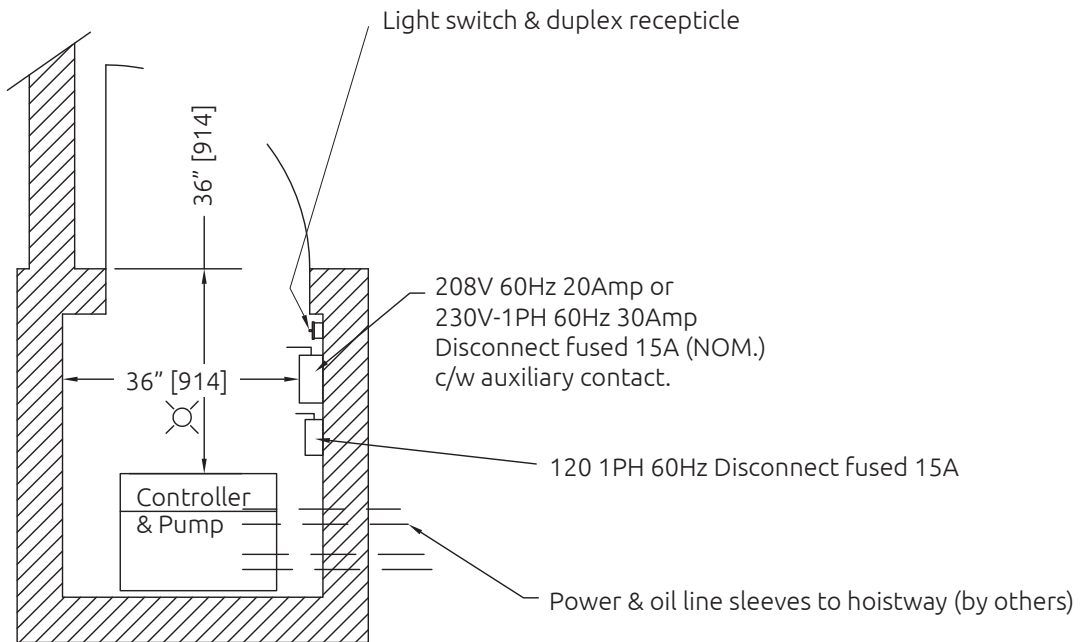 Light switch & duplex recepticle
36” [914]
208V 60Hz 20Amp or
230V-1PH 60Hz 30Amp
Disconnect fused 15A (NOM.)
c/w auxiliary contact.
36” [914]
120 1PH 60Hz Disconnect fused 15A
Controller
& Pump
Power & oil line sleeves to hoistway (by others)